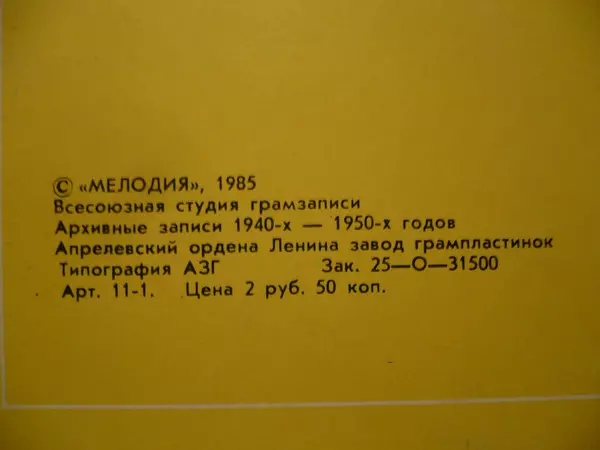 © «МЕЛОДИЯ», 1985
Всесоюзная студия грамзаписи
Архивные записи 1940-х — 1950-х годов
Апрелевский ордена Ленина завод грампластинок
Типография АЗГ Зак. 25—О—31500
Арт. 11-1. Цена 2 руб. 50 коп.